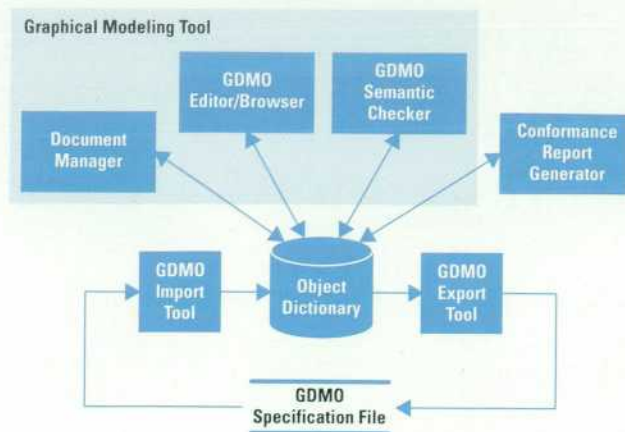 Graphical Modeling Tool
GDMO
Editor/Browser
GDMO
Semantic
Checker
Document
Manager
Conformance
Report
Generator
GDMO
Import
Tool
Object
Dictionary
GDMO
Export
Tool
GDMO
Specification File